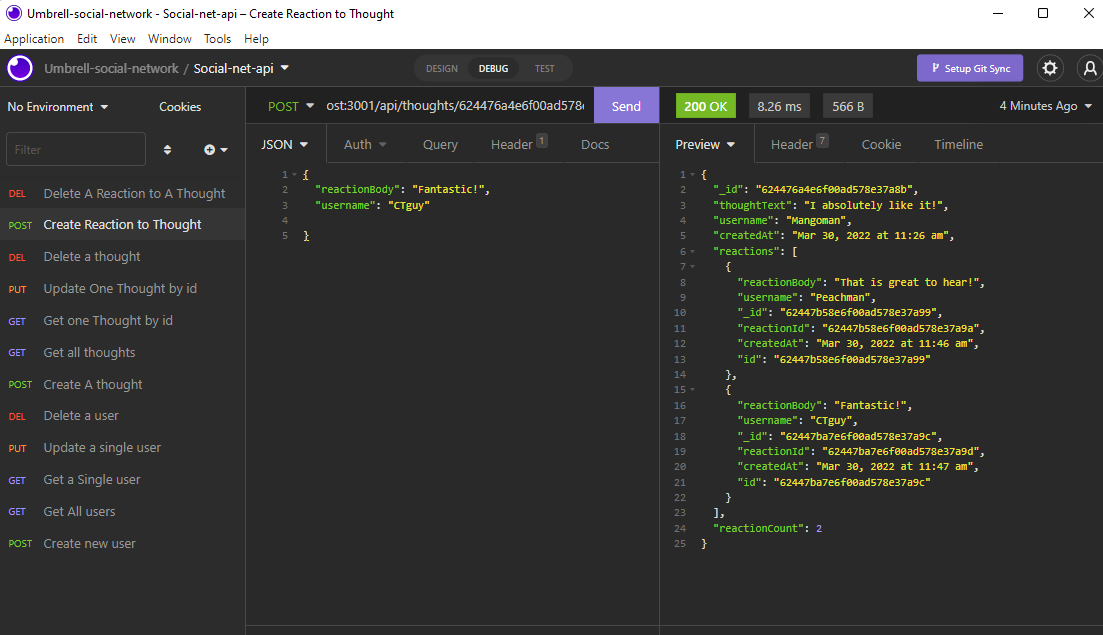 Umbrell-social-network - Social-net-api – Create Reaction to Thought
Application Edit View Window Tools Help
Umbrell-social-network / Social-net-api
DESIGN DEBUG TEST
Setup Git Sync
No Environment Cookies
Filter
DEL Delete A Reaction to A Thought
POST Create Reaction to Thought
DEL Delete a thought
PUT Update One Thought by id
GET Get one Thought by id
GET Get all thoughts
POST Create A thought
DEL Delete a user
PUT Update a single user
GET Get a Single user
GET Get All users
POST Create new user
POST ost:3001/api/thoughts/624476a4e6f00ad578e Send
JSON Auth Query Header 1 Docs
1 {
2 "reactionBody": "Fantastic!",
3 "username": "CTguy"
4
5 }
200 OK 8.26 ms 566 B 4 Minutes Ago
Preview Header 7 Cookie Timeline
1 {
2 "_id": "624476a4e6f00ad578e37a8b",
3 "thoughtText": "I absolutely like it!",
4 "username": "Mangoman",
5 "createdAt": "Mar 30, 2022 at 11:26 am",
6 "reactions": [
7 {
8 "reactionBody": "That is great to hear!",
9 "username": "Peachman",
10 "_id": "62447b58e6f00ad578e37a99",
11 "reactionId": "62447b58e6f00ad578e37a9a",
12 "createdAt": "Mar 30, 2022 at 11:46 am",
13 "id": "62447b58e6f00ad578e37a99"
14 },
15 {
16 "reactionBody": "Fantastic!",
17 "username": "CTguy",
18 "_id": "62447ba7e6f00ad578e37a9c",
19 "reactionId": "62447ba7e6f00ad578e37a9d",
20 "createdAt": "Mar 30, 2022 at 11:47 am",
21 "id": "62447ba7e6f00ad578e37a9c"
22 }
23 ],
24 "reactionCount": 2
25 }